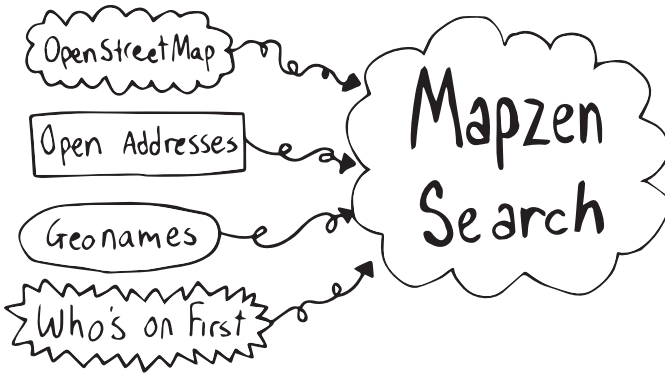 OpenStreetMap
Open Addresses
Geonames
Who's on First
Mapzen
Search